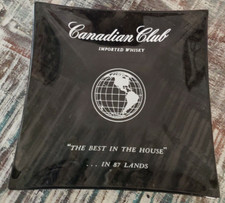 Canadian Club
IMPORTED WHISKY
"THE BEST IN THE HOUSE"
... IN 87 LANDS